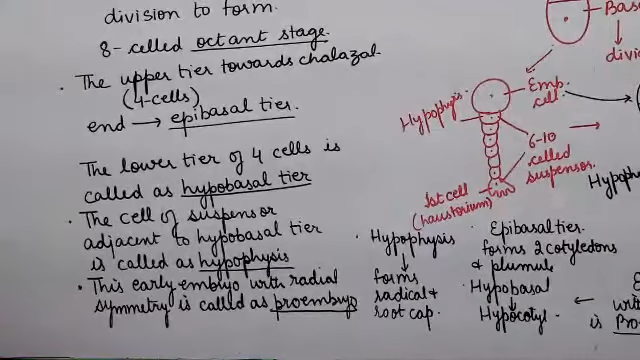 division to form.
8-celled octant stage.
· The upper tier towards chalazal
(4-cells)
end → epibasal tier.
The lower tier of 4 cells is
called as hypobasal tier
· The cell of suspensor
adjacent to hypobasal tier
is called as hypophysis
· This early embryo with radial
symmetry is called as proembryo
Hypophysis
Emb.
cell
6-10
celled
suspensor.
1st cell
(haustorium)
· Hypophysis
↓
forms
radical +
root cap.
· Epibasal tier
forms 2 cotyledons
& plumule
· Hypobasal
↓
Hypocotyl.
divi
is